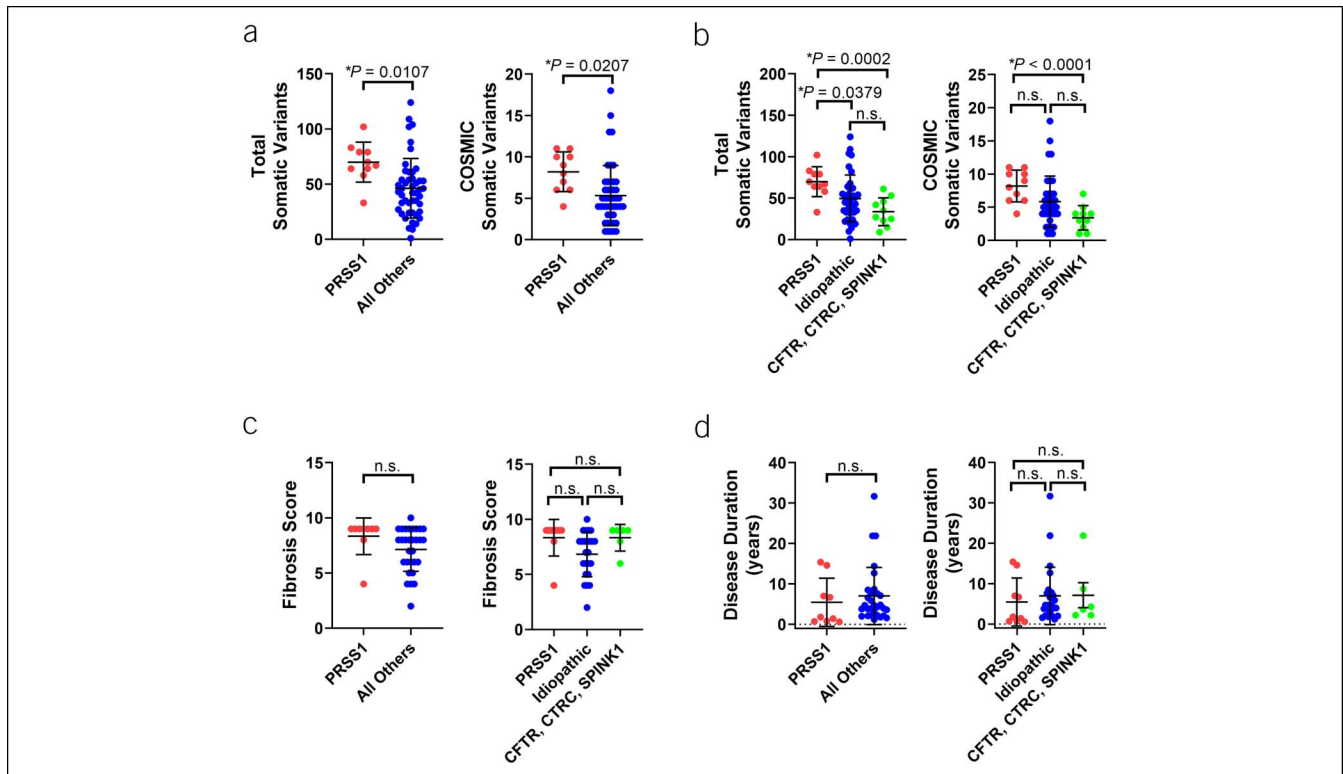 a
*P = 0.0107
Total
Somatic Variants
150
100
50
0
PRSS1
All Others
*P = 0.0207
COSMIC
Somatic Variants
20
15
10
5
0
PRSS1
All Others
b
*P = 0.0002
*P = 0.0379
n.s.
Total
Somatic Variants
200
150
100
50
0
PRSS1
Idiopathic
CFTR, CTRC, SPINK1
*P < 0.0001
n.s.
n.s.
COSMIC
Somatic Variants
25
20
15
10
5
0
PRSS1
Idiopathic
CFTR, CTRC, SPINK1
c
n.s.
Fibrosis Score
15
10
5
0
PRSS1
All Others
n.s.
n.s.
n.s.
Fibrosis Score
15
10
5
0
PRSS1
Idiopathic
CFTR, CTRC, SPINK1
d
n.s.
Disease Duration
(years)
40
30
20
10
0
PRSS1
All Others
n.s.
n.s.
n.s.
Disease Duration
(years)
40
30
20
10
0
PRSS1
Idiopathic
CFTR, CTRC, SPINK1